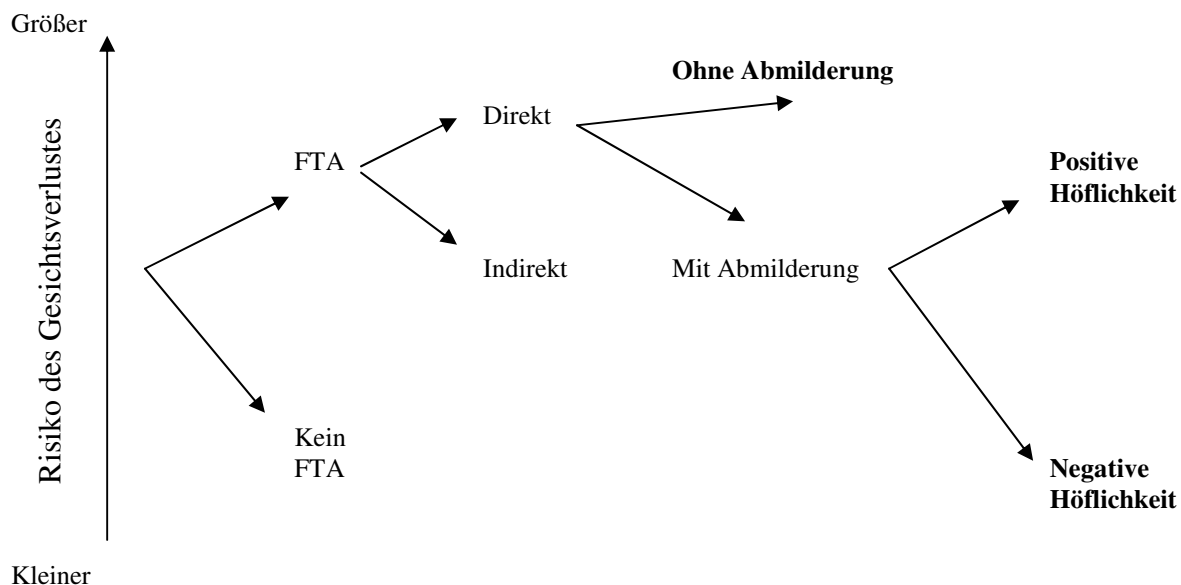 Größer
Ohne Abmilderung
Direkt
FTA
Positive
Höflichkeit
Risiko des Gesichtsverlustes
Indirekt
Mit Abmilderung
Kein
FTA
Negative
Höflichkeit
Kleiner